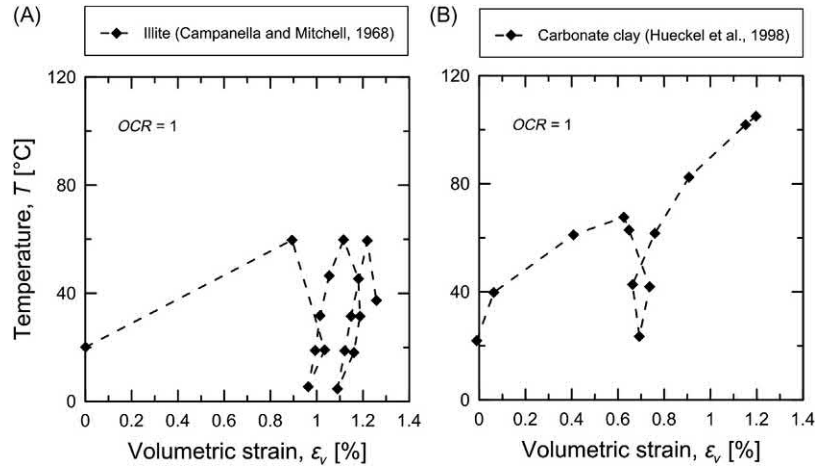 (A)
Illite (Campanella and Mitchell, 1968)
120
80
40
0
Temperature, T [°C]
OCR = 1
0 0.2 0.4 0.6 0.8 1 1.2 1.4
Volumetric strain, εv [%]
(B)
Carbonate clay (Hueckel et al., 1998)
120
80
40
0
OCR = 1
0 0.2 0.4 0.6 0.8 1 1.2 1.4
Volumetric strain, εv [%]